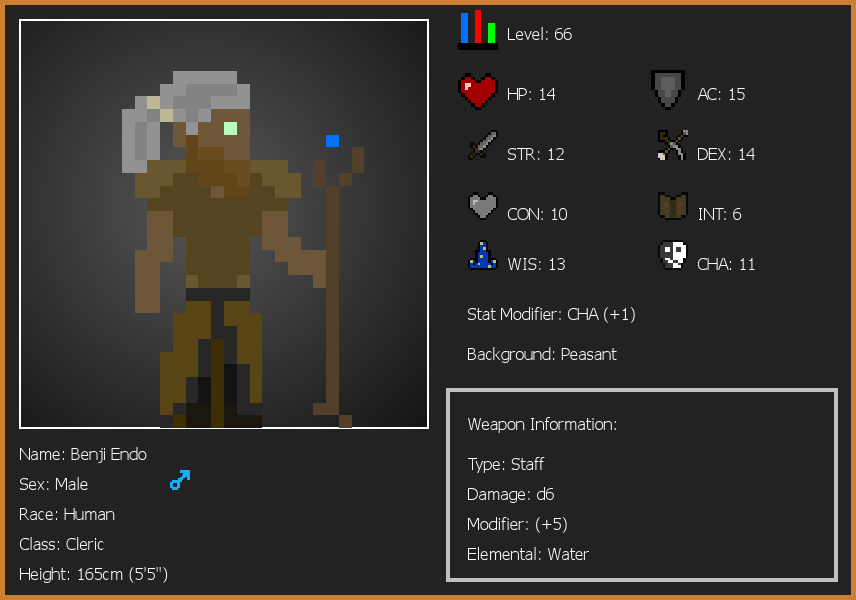 Level: 66
HP: 14
AC: 15
STR: 12
DEX: 14
CON: 10
INT: 6
WIS: 13
CHA: 11
Stat Modifier: CHA (+1)
Background: Peasant
Weapon Information:
Type: Staff
Damage: d6
Modifier: (+5)
Elemental: Water
Name: Benji Endo
Sex: Male
Race: Human
Class: Cleric
Height: 165cm (5'5")